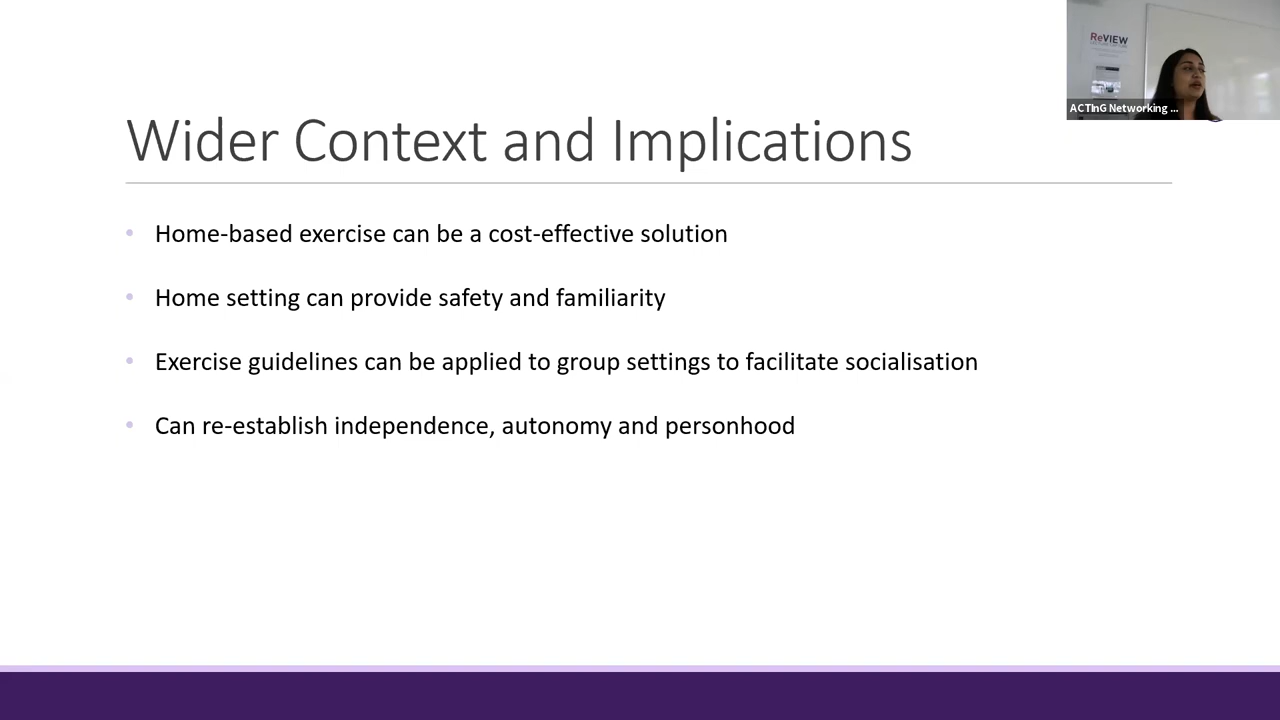 ReVIEW
ACTInG Networking ...
Wider Context and Implications
• Home-based exercise can be a cost-effective solution
• Home setting can provide safety and familiarity
• Exercise guidelines can be applied to group settings to facilitate socialisation
• Can re-establish independence, autonomy and personhood